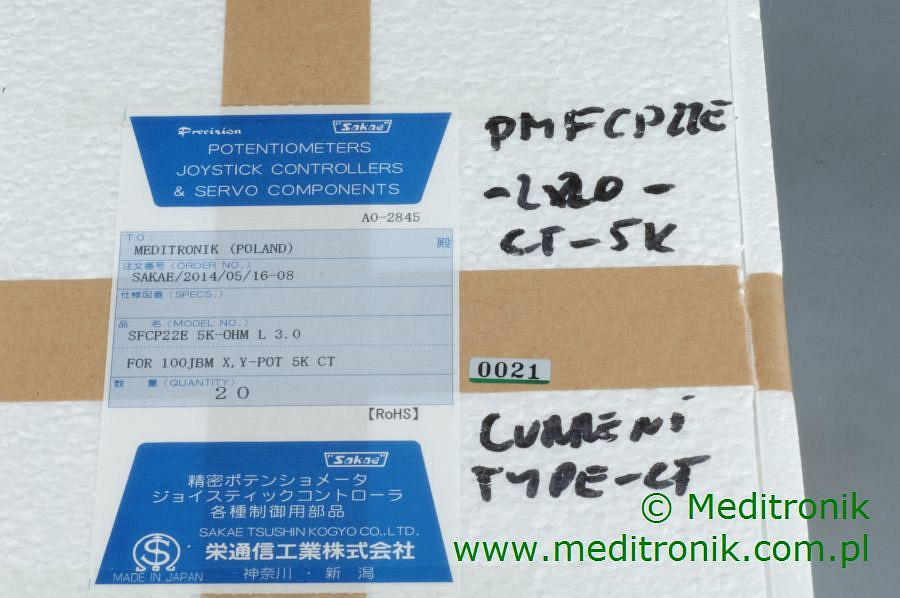 Precision Sakae
POTENTIOMETERS
JOYSTICK CONTROLLERS
& SERVO COMPONENTS
AO-2845
TO:
MEDITRONIK (POLAND) 殿
注文番号 (ORDER NO.)
SAKAE/2014/05/16-08
仕様図番 (SPECS.)
品 名 (MODEL NO.)
SFCP22E 5K-OHM L 3.0
FOR 100JBM X,Y-POT 5K CT
数 量 (QUANTITY)
20
【RoHS】
Sakae
精密ポテンショメータ
ジョイスティックコントローラ
各種制御用部品
SAKAE TSUSHIN KOGYO CO., LTD.
栄通信工業株式会社
MADE IN JAPAN 神奈川 · 新潟
PMFCP22E
CT-5K
0021
CURRENT
TYPE-CT
© Meditronik
www.meditronik.com.pl